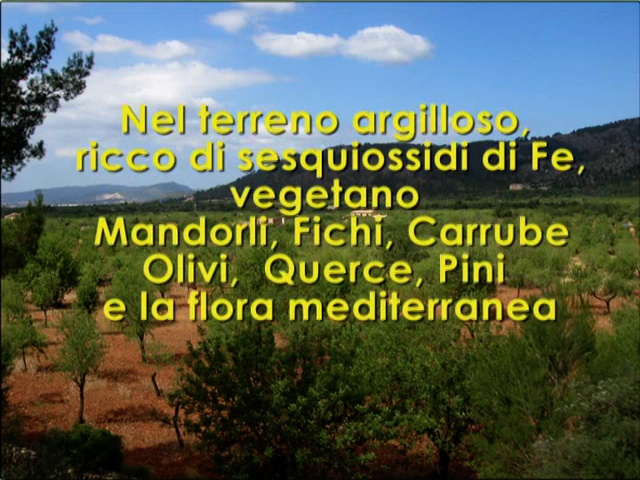 Nel terreno argilloso,
ricco di sesquiossidi di Fe,
vegetano
Mandorli, Fichi, Carrube
Olivi, Querce, Pini
e la flora mediterranea